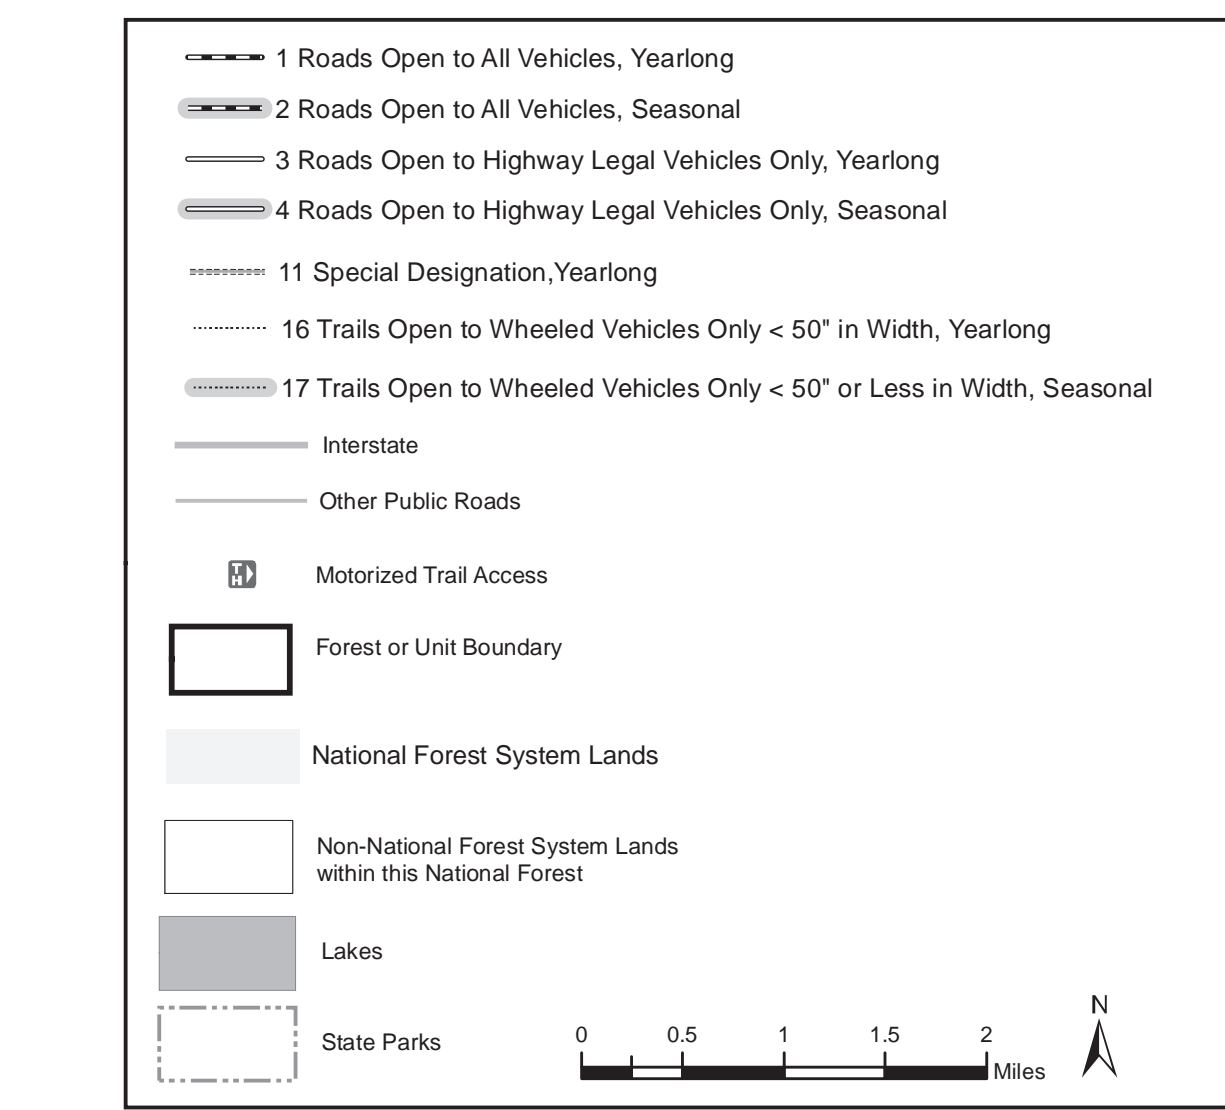 1 Roads Open to All Vehicles, Yearlong
2 Roads Open to All Vehicles, Seasonal
3 Roads Open to Highway Legal Vehicles Only, Yearlong
4 Roads Open to Highway Legal Vehicles Only, Seasonal
11 Special Designation,Yearlong
16 Trails Open to Wheeled Vehicles Only < 50" in Width, Yearlong
17 Trails Open to Wheeled Vehicles Only < 50" or Less in Width, Seasonal
Interstate
Other Public Roads
TH Motorized Trail Access
Forest or Unit Boundary
National Forest System Lands
Non-National Forest System Lands
within this National Forest
Lakes
State Parks
0 0.5 1 1.5 2
Miles
N